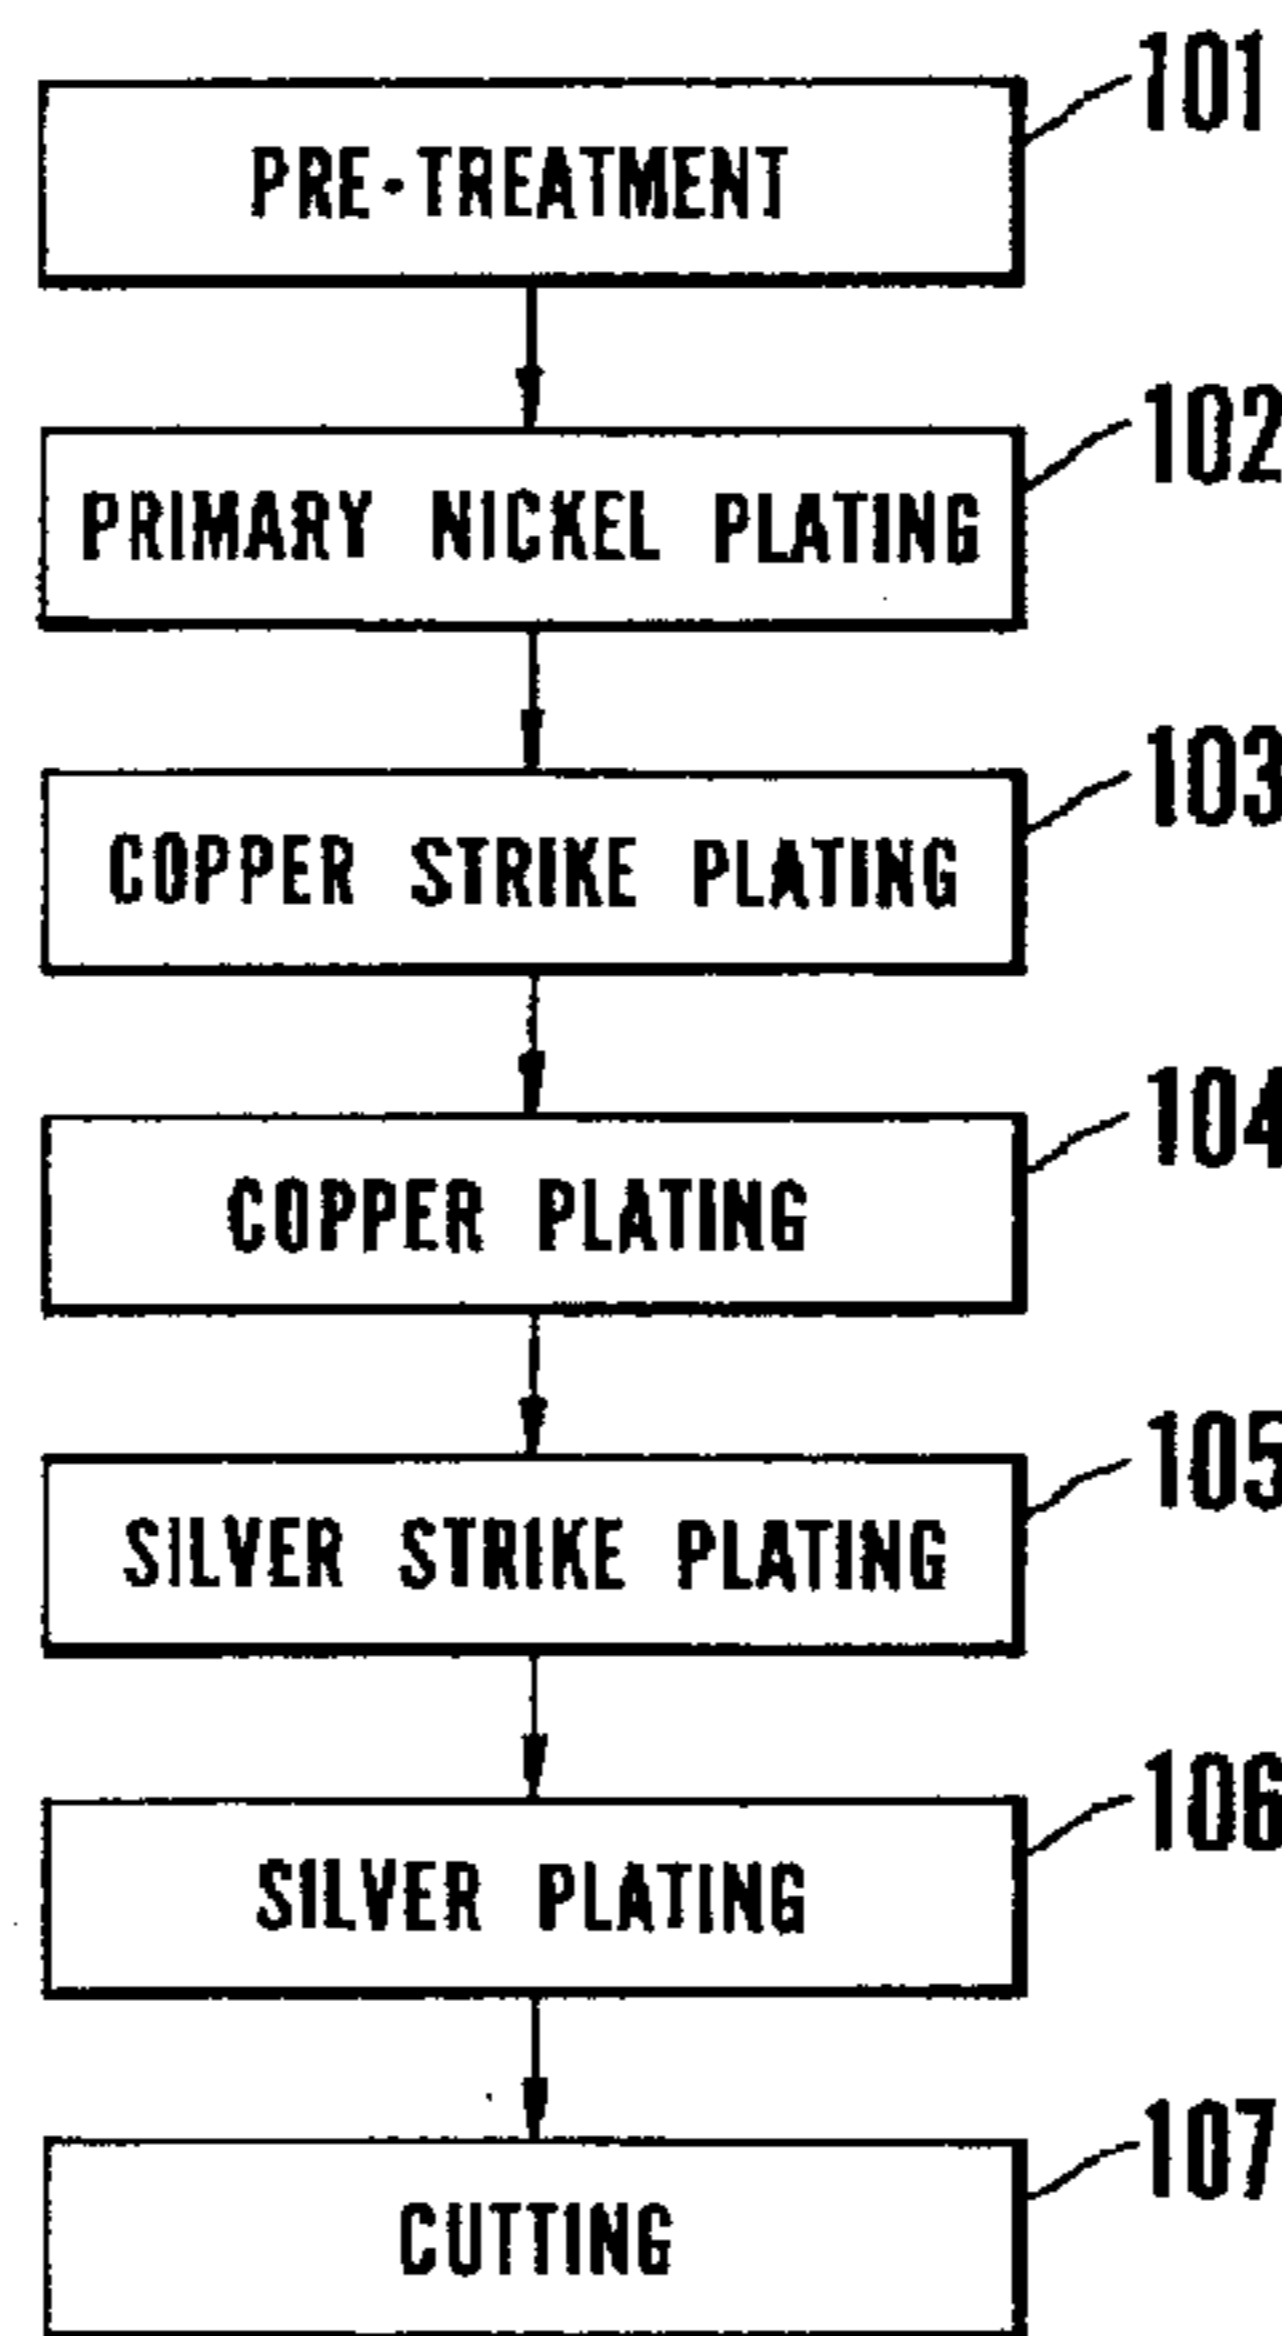 101
PRE-TREATMENT
102
PRIMARY NICKEL PLATING
103
COPPER STRIKE PLATING
104
COPPER PLATING
105
SILVER STRIKE PLATING
106
SILVER PLATING
107
CUTTING